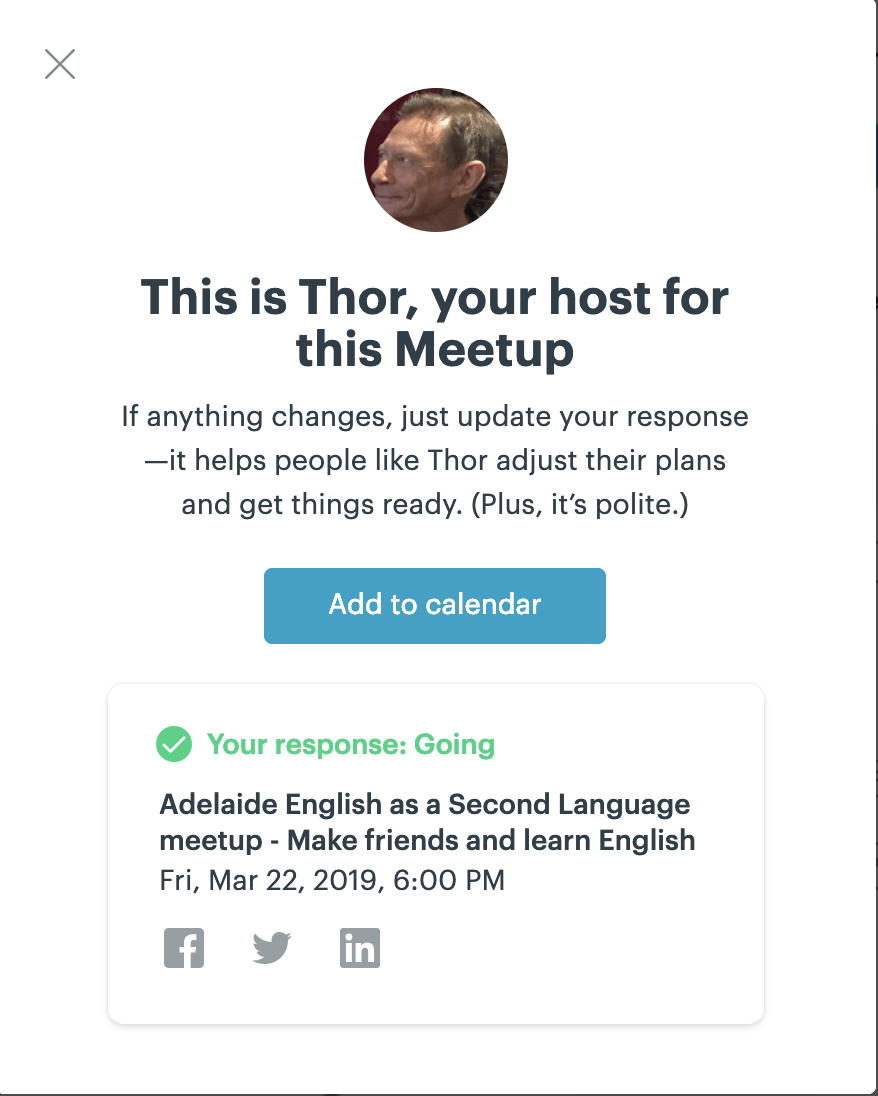 This is Thor, your host for
this Meetup
If anything changes, just update your response
—it helps people like Thor adjust their plans
and get things ready. (Plus, it’s polite.)
Add to calendar
Your response: Going
Adelaide English as a Second Language
meetup - Make friends and learn English
Fri, Mar 22, 2019, 6:00 PM